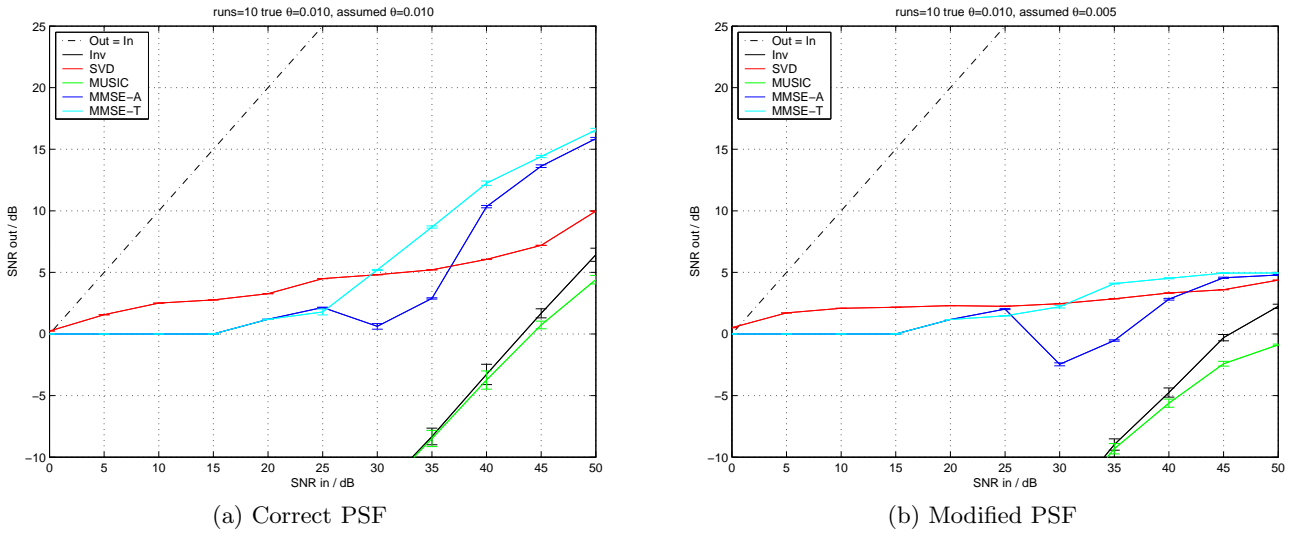 runs=10 true θ=0.010, assumed θ=0.010
25
20
15
10
5
0
−5
−10
SNR out / dB
Out = In
Inv
SVD
MUSIC
MMSE−A
MMSE−T
0 5 10 15 20 25 30 35 40 45 50
SNR in / dB
(a) Correct PSF
runs=10 true θ=0.010, assumed θ=0.005
25
20
15
10
5
0
−5
−10
SNR out / dB
Out = In
Inv
SVD
MUSIC
MMSE−A
MMSE−T
0 5 10 15 20 25 30 35 40 45 50
SNR in / dB
(b) Modified PSF